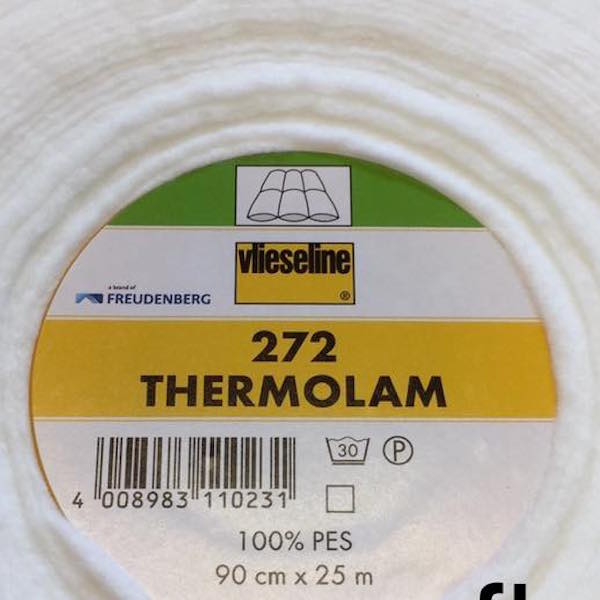 vlieseline
®
a brand of
FREUDENBERG
272
THERMOLAM
30 P
4 008983 110231
100% PES
90 cm x 25 m